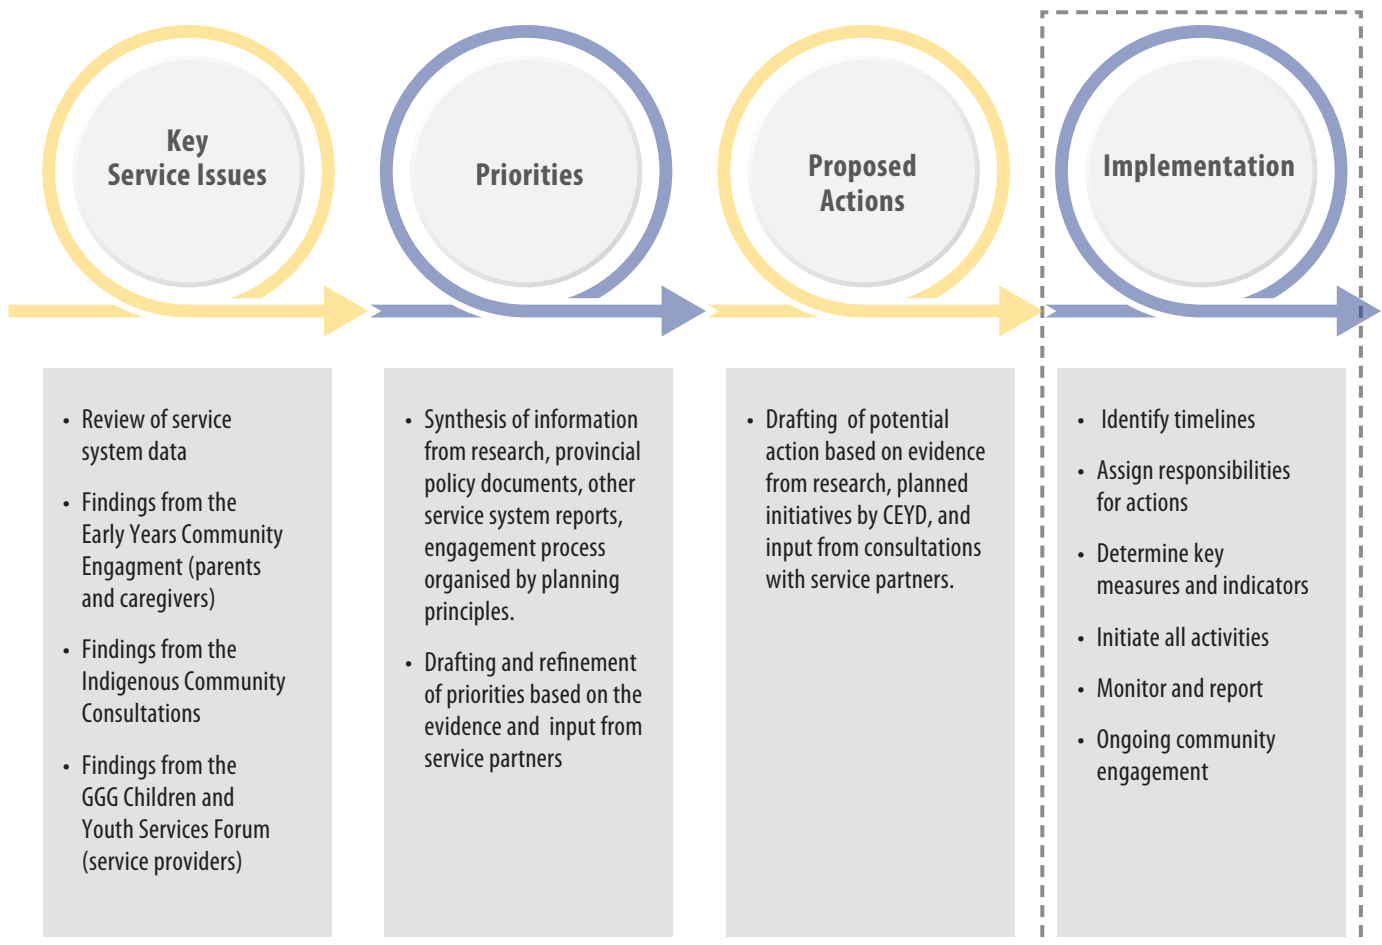 Key
Service Issues
Priorities
Proposed
Actions
Implementation
• Review of service
system data
• Findings from the
Early Years Community
Engagment (parents
and caregivers)
• Findings from the
Indigenous Community
Consultations
• Findings from the
GGG Children and
Youth Services Forum
(service providers)
• Synthesis of information
from research, provincial
policy documents, other
service system reports,
engagement process
organised by planning
principles.
• Drafting and refinement
of priorities based on the
evidence and input from
service partners
• Drafting of potential
action based on evidence
from research, planned
initiatives by CEYD, and
input from consultations
with service partners.
• Identify timelines
• Assign responsibilities
for actions
• Determine key
measures and indicators
• Initiate all activities
• Monitor and report
• Ongoing community
engagement